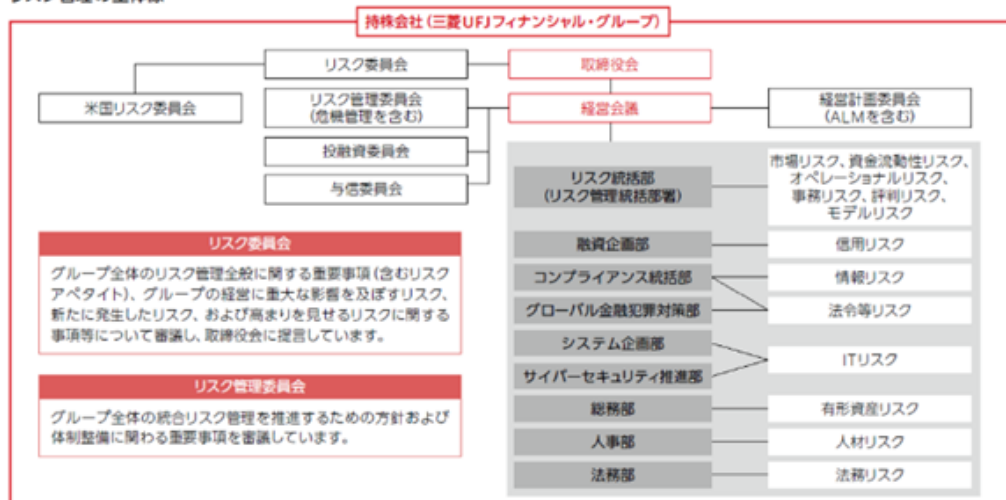 持株会社(三菱UFJフィナンシャル・グループ)
リスク委員会
取締役会
米国リスク委員会
リスク管理委員会
(危機管理を含む)
経営会議
経営計画委員会
(ALMを含む)
投融資委員会
与信委員会
リスク統括部
(リスク管理統括部署)
市場リスク、資金流動性リスク、
オペレーショナルリスク、
事務リスク、評判リスク、
モデルリスク
リスク委員会
グループ全体のリスク管理全般に関する重要事項(含むリスク
アペタイト)、グループの経営に重大な影響を及ぼすリスク、
新たに発生したリスク、および高まりを見せるリスクに関する
事項等について審議し、取締役会に提言しています。
融資企画部
信用リスク
コンプライアンス統括部
情報リスク
グローバル金融犯罪対策部
法令等リスク
システム企画部
サイバーセキュリティ推進部
ITリスク
リスク管理委員会
グループ全体の統合リスク管理を推進するための方針および
体制整備に関わる重要事項を審議しています。
総務部
有形資産リスク
人事部
人材リスク
法務部
法務リスク